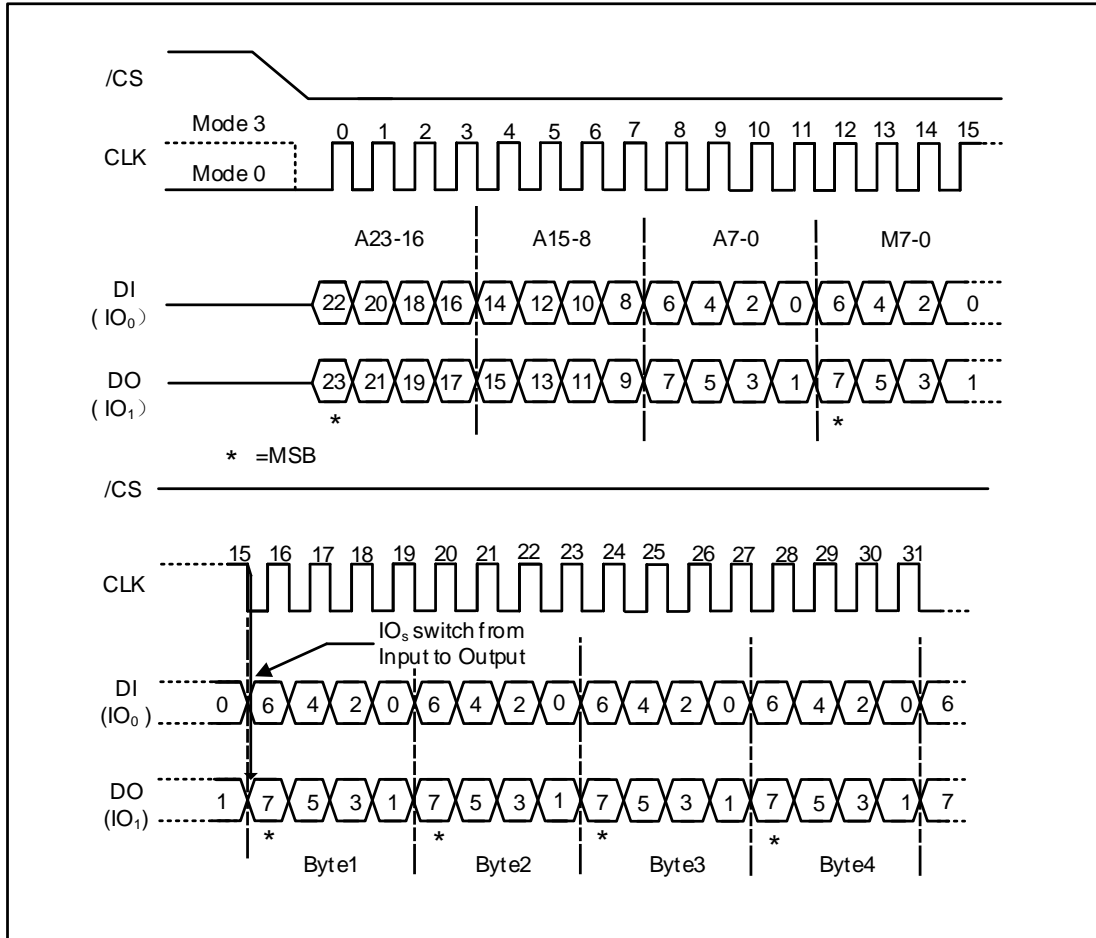 /CS
Mode 3
0 1 2 3 4 5 6 7 8 9 10 11 12 13 14 15
CLK
Mode 0
A23-16 A15-8 A7-0 M7-0
DI
22 20 18 16 14 12 10 8 6 4 2 0 6 4 2 0
( IO0）
DO
23 21 19 17 15 13 11 9 7 5 3 1 7 5 3 1
( IO1）
* *
* =MSB
/CS
15 16 17 18 19 20 21 22 23 24 25 26 27 28 29 30 31
CLK
IOs switch from
Input to Output
DI
0 6 4 2 0 6 4 2 0 6 4 2 0 6 4 2 0 6
(IO0 )
DO
1 7 5 3 1 7 5 3 1 7 5 3 1 7 5 3 1 7
(IO1)
* * * *
Byte1 Byte2 Byte3 Byte4